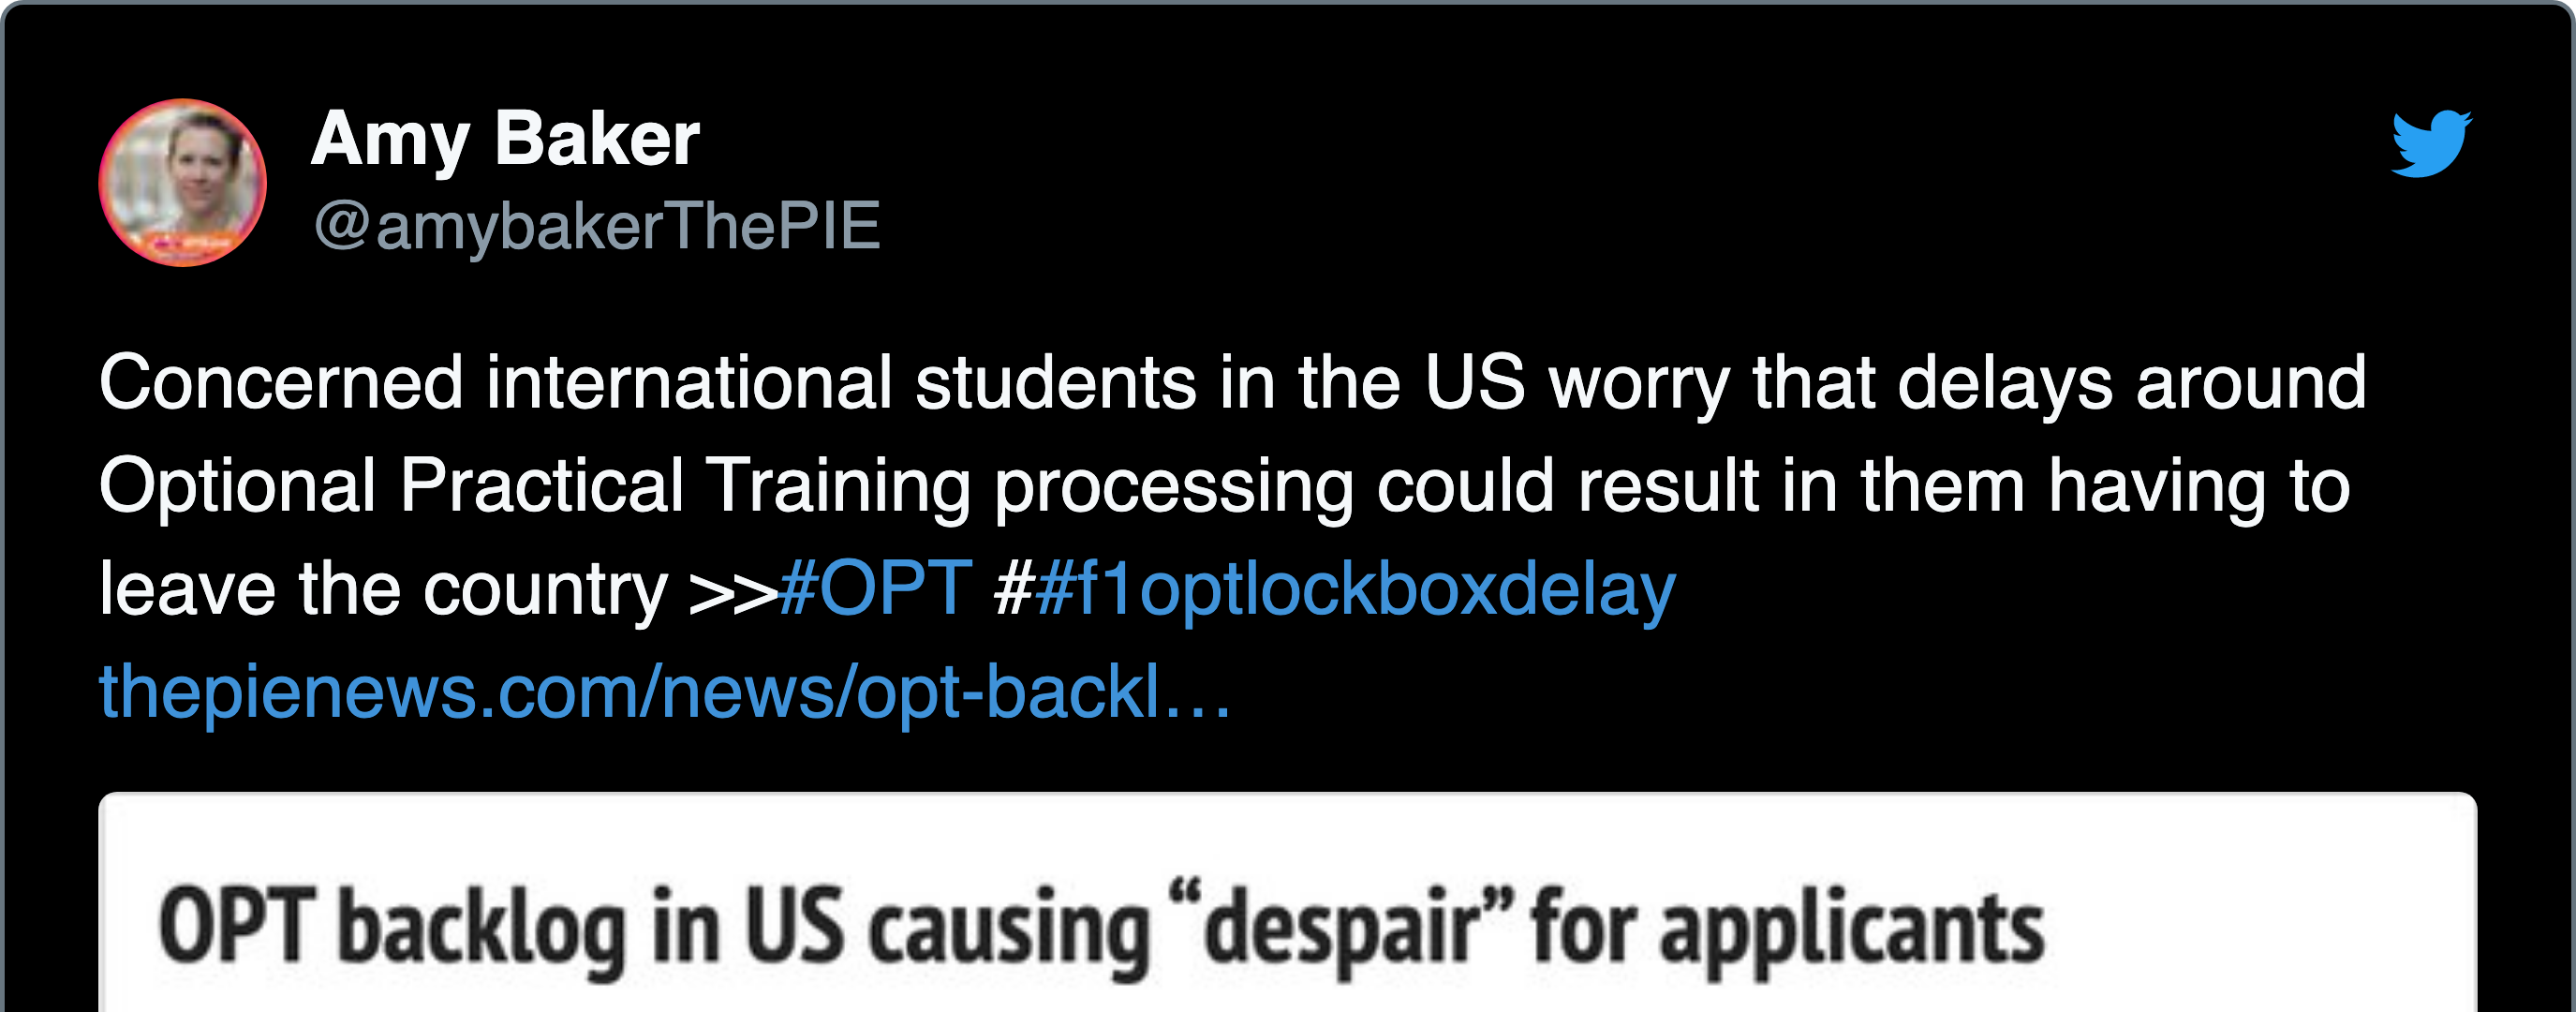 Amy Baker
@amybakerThePIE
Concerned international students in the US worry that delays around
Optional Practical Training processing could result in them having to
leave the country >>#OPT ##f1optlockboxdelay
thepienews.com/news/opt-backl…
OPT backlog in US causing “despair” for applicants